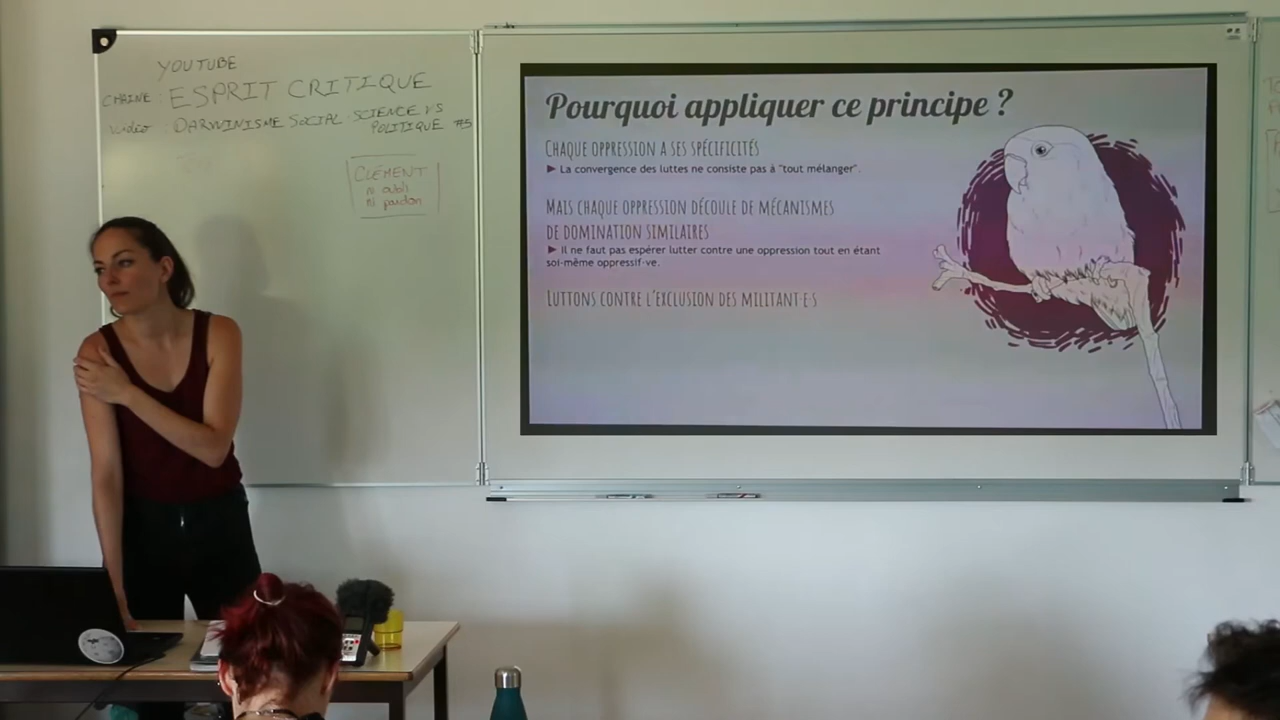 YOUTUBE
CHAINE : ESPRIT CRITIQUE
Vidéo : DARWINISME SOCIAL - SCIENCE VS
POLITIQUE #5
CLÉMENT
ni oubli
ni pardon
Pourquoi appliquer ce principe ?
CHAQUE OPPRESSION A SES SPÉCIFICITÉS
► La convergence des luttes ne consiste pas à "tout mélanger".
MAIS CHAQUE OPPRESSION DÉCOULE DE MÉCANISMES
DE DOMINATION SIMILAIRES
► Il ne faut pas espérer lutter contre une oppression tout en étant
soi-même oppressif·ve.
LUTTONS CONTRE L'EXCLUSION DES MILITANT·E·S